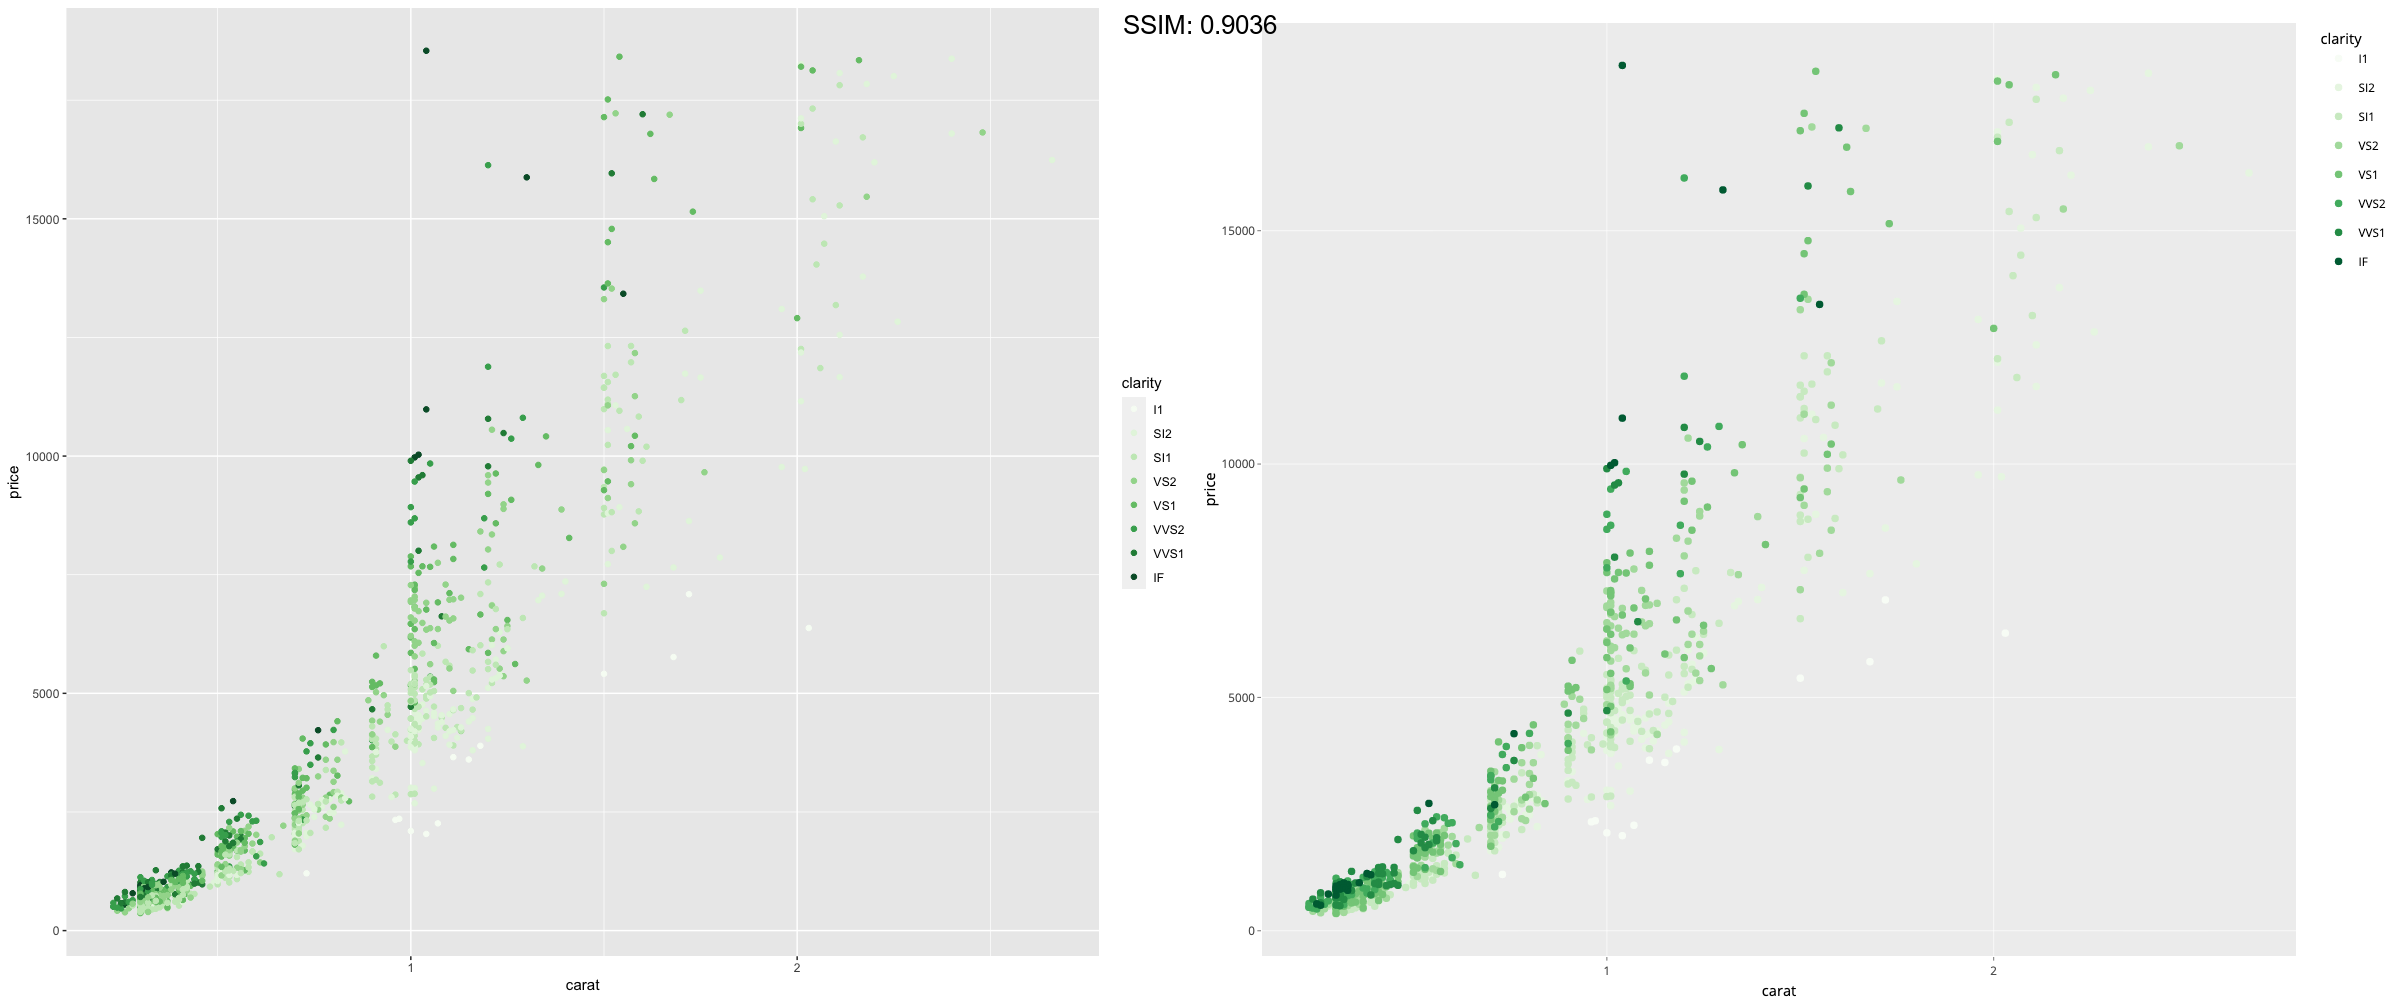 price
15000
10000
5000
0
1
2
carat
clarity
I1
SI2
SI1
VS2
VS1
VVS2
VVS1
IF
SSIM: 0.9036
price
15000
10000
5000
0
1
2
carat
clarity
I1
SI2
SI1
VS2
VS1
VVS2
VVS1
IF